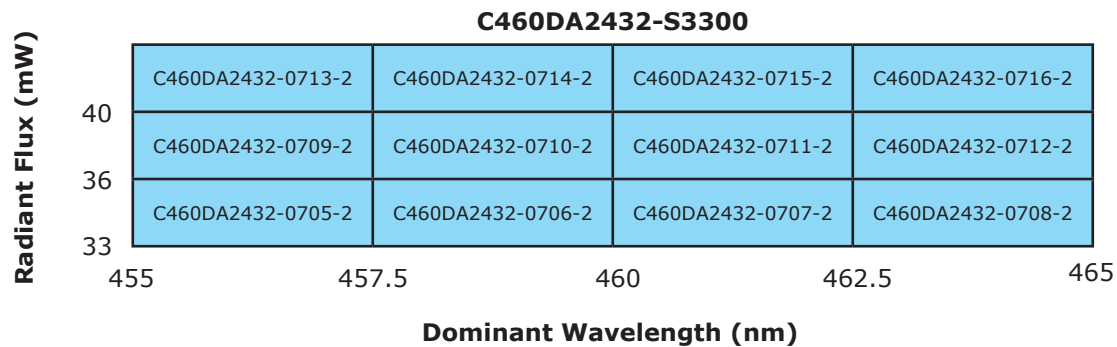 C460DA2432-S3300
Radiant Flux (mW)
C460DA2432-0713-2 C460DA2432-0714-2 C460DA2432-0715-2 C460DA2432-0716-2
40
C460DA2432-0709-2 C460DA2432-0710-2 C460DA2432-0711-2 C460DA2432-0712-2
36
C460DA2432-0705-2 C460DA2432-0706-2 C460DA2432-0707-2 C460DA2432-0708-2
33
455 457.5 460 462.5 465
Dominant Wavelength (nm)